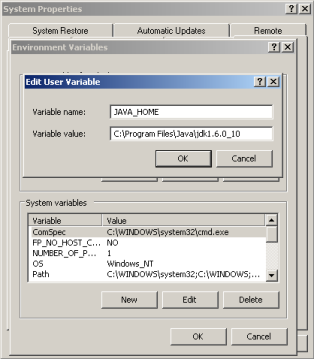 System Properties
System Restore Automatic Updates Remote
Environment Variables
Edit User Variable
Variable name: JAVA_HOME
Variable value: C:\Program Files\Java\jdk1.6.0_10
OK Cancel
System variables
Variable Value
ComSpec C:\WINDOWS\system32\cmd.exe
FP_NO_HOST_C... NO
NUMBER_OF_P... 1
OS Windows_NT
Path C:\WINDOWS\system32;C:\WINDOWS;...
New Edit Delete
OK Cancel